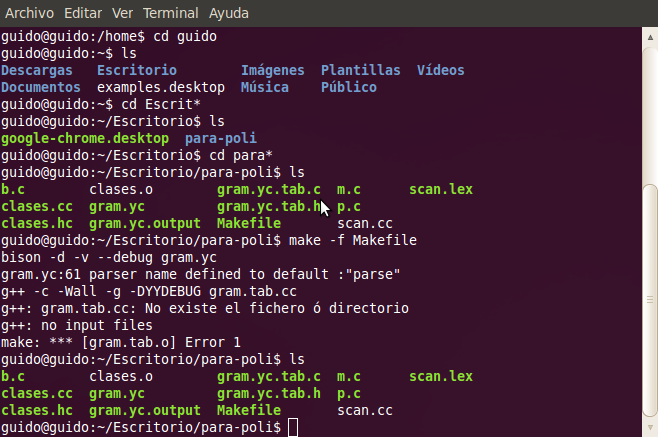 Archivo Editar Ver Terminal Ayuda
guido@guido:/home$ cd guido
guido@guido:~$ ls
Descargas   Escritorio        Imágenes  Plantillas  Vídeos
Documentos  examples.desktop  Música    Público
guido@guido:~$ cd Escrit*
guido@guido:~/Escritorio$ ls
google-chrome.desktop  para-poli
guido@guido:~/Escritorio$ cd para*
guido@guido:~/Escritorio/para-poli$ ls
b.c        clases.o        gram.yc.tab.c  m.c      scan.lex
clases.cc  gram.yc         gram.yc.tab.h  p.c
clases.hc  gram.yc.output  Makefile       scan.cc
guido@guido:~/Escritorio/para-poli$ make -f Makefile
bison -d -v --debug gram.yc
gram.yc:61 parser name defined to default :"parse"
g++ -c -Wall -g -DYYDEBUG gram.tab.cc
g++: gram.tab.cc: No existe el fichero ó directorio
g++: no input files
make: *** [gram.tab.o] Error 1
guido@guido:~/Escritorio/para-poli$ ls
b.c        clases.o        gram.yc.tab.c  m.c      scan.lex
clases.cc  gram.yc         gram.yc.tab.h  p.c
clases.hc  gram.yc.output  Makefile       scan.cc
guido@guido:~/Escritorio/para-poli$